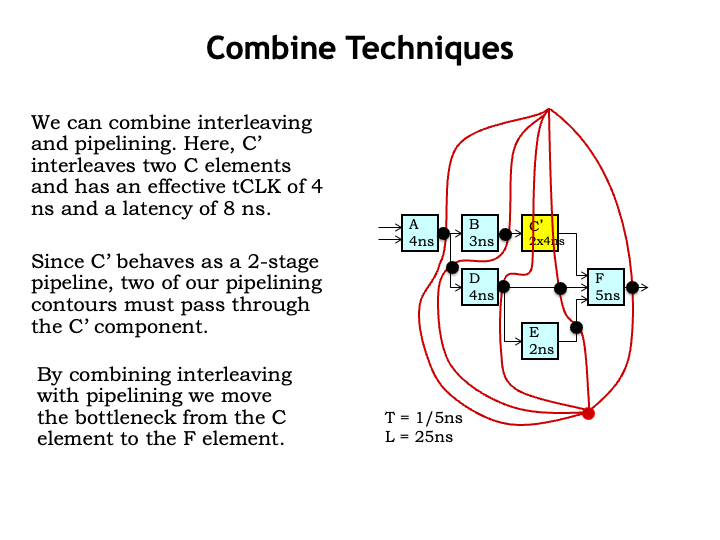 Combine Techniques
We can combine interleaving
and pipelining. Here, C’
interleaves two C elements
and has an effective tCLK of 4
ns and a latency of 8 ns.
Since C’ behaves as a 2-stage
pipeline, two of our pipelining
contours must pass through
the C’ component.
By combining interleaving
with pipelining we move
the bottleneck from the C
element to the F element.
A
4ns
B
3ns
C’
2x4ns
D
4ns
F
5ns
E
2ns
T = 1/5ns
L = 25ns